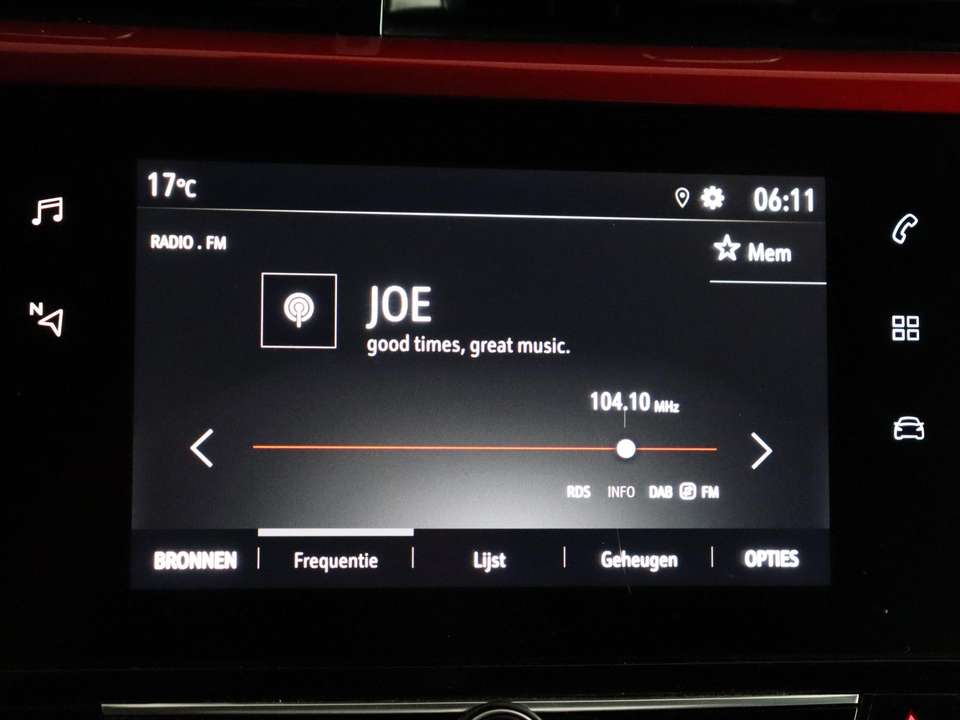 17°C 06:11
RADIO . FM
Mem
JOE
good times, great music.
104.10 MHz
RDS INFO DAB FM
BRONNEN Frequentie Lijst Geheugen OPTIES
N